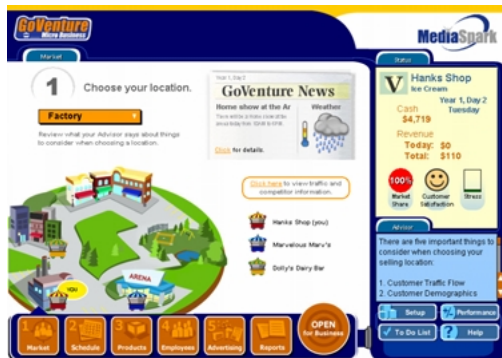 GoVenture
Micro Business
MediaSpark
Market
Status
1 Choose your location.
Factory
Review what your Advisor says about things
to consider when choosing a location.
Year 1, Day 2
GoVenture News
Home show at the Ar
Weather
Click for details
Click here to view traffic and
competitor information.
Hanks Shop (you)
Marvelous Marv's
Dolly's Dairy Bar
YOU
ARENA
V
Hanks Shop
Ice Cream
Year 1, Day 2
Tuesday
Cash
$4,719
Revenue
Today: $0
Total: $110
100%
Market
Share
Customer
Satisfaction
Stress
Advisor
There are five important things to
consider when choosing your
selling location:
1. Customer Traffic Flow
2. Customer Demographics
Setup
Performance
To Do List
Help
1 Market
2 Schedule
3 Products
4 Employees
5 Advertising
Reports
OPEN
for Business